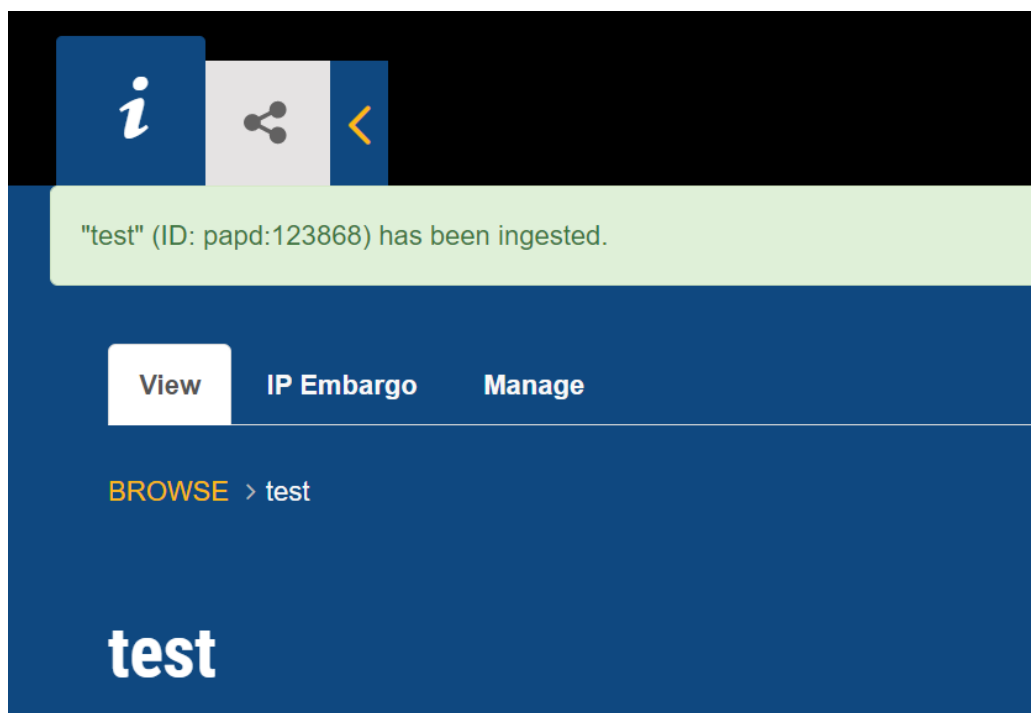 "test" (ID: papd:123868) has been ingested.
View IP Embargo Manage
BROWSE > test
test